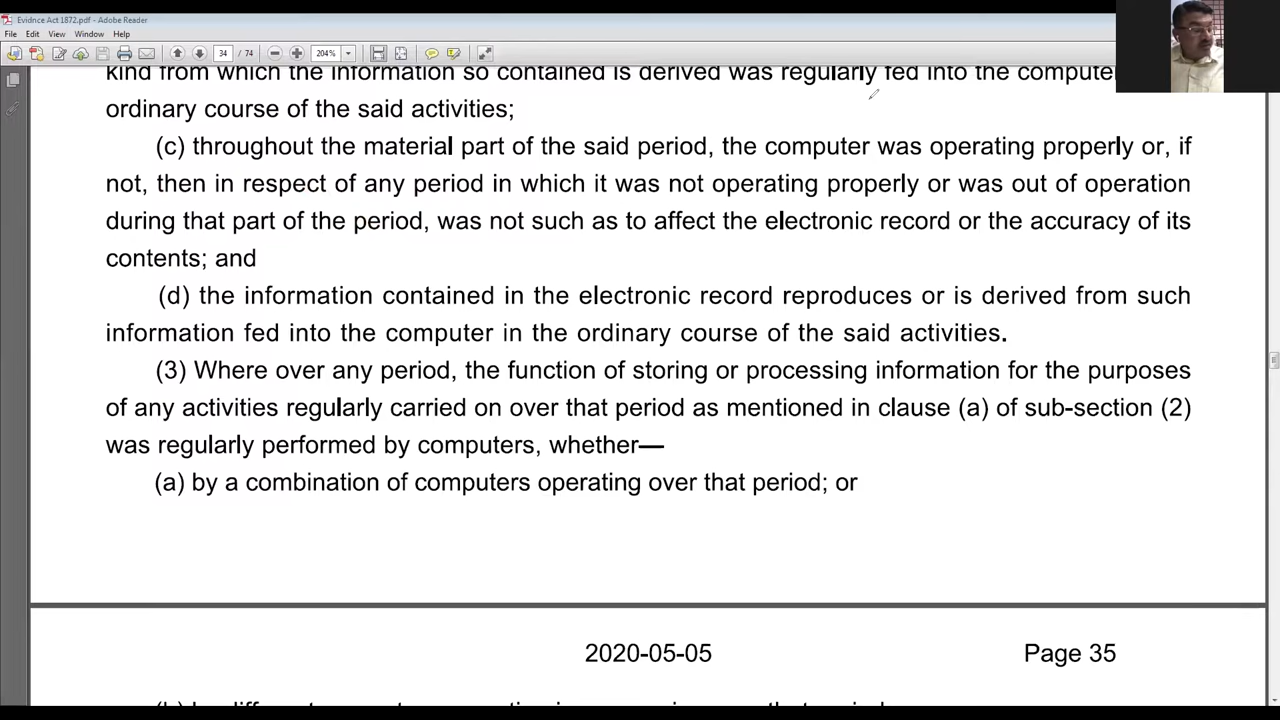 Evidnce Act 1872.pdf - Adobe Reader
File Edit View Window Help
34 / 74 204%
kind from which the information so contained is derived was regularly fed into the computer
ordinary course of the said activities;
(c) throughout the material part of the said period, the computer was operating properly or, if
not, then in respect of any period in which it was not operating properly or was out of operation
during that part of the period, was not such as to affect the electronic record or the accuracy of its
contents; and
(d) the information contained in the electronic record reproduces or is derived from such
information fed into the computer in the ordinary course of the said activities.
(3) Where over any period, the function of storing or processing information for the purposes
of any activities regularly carried on over that period as mentioned in clause (a) of sub-section (2)
was regularly performed by computers, whether—
(a) by a combination of computers operating over that period; or
2020-05-05 Page 35